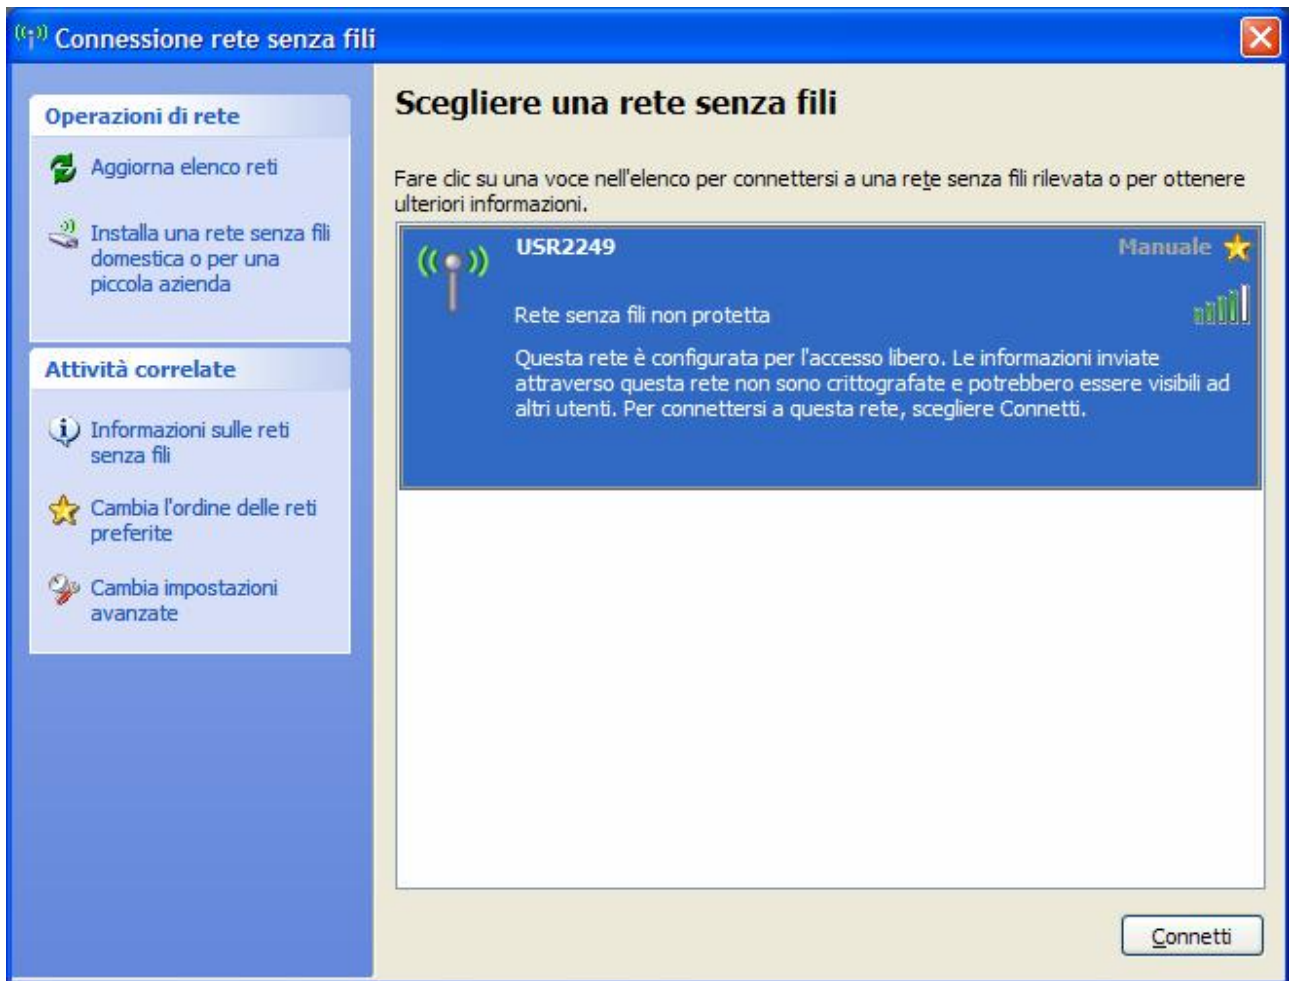 Connessione rete senza fili
Operazioni di rete
Aggiorna elenco reti
Installa una rete senza fili
domestica o per una
piccola azienda
Attività correlate
Informazioni sulle reti
senza fili
Cambia l'ordine delle reti
preferite
Cambia impostazioni
avanzate
Scegliere una rete senza fili
Fare clic su una voce nell'elenco per connettersi a una rete senza fili rilevata o per ottenere
ulteriori informazioni.
USR2249 Manuale
Rete senza fili non protetta
Questa rete è configurata per l'accesso libero. Le informazioni inviate
attraverso questa rete non sono crittografate e potrebbero essere visibili ad
altri utenti. Per connettersi a questa rete, scegliere Connetti.
Connetti